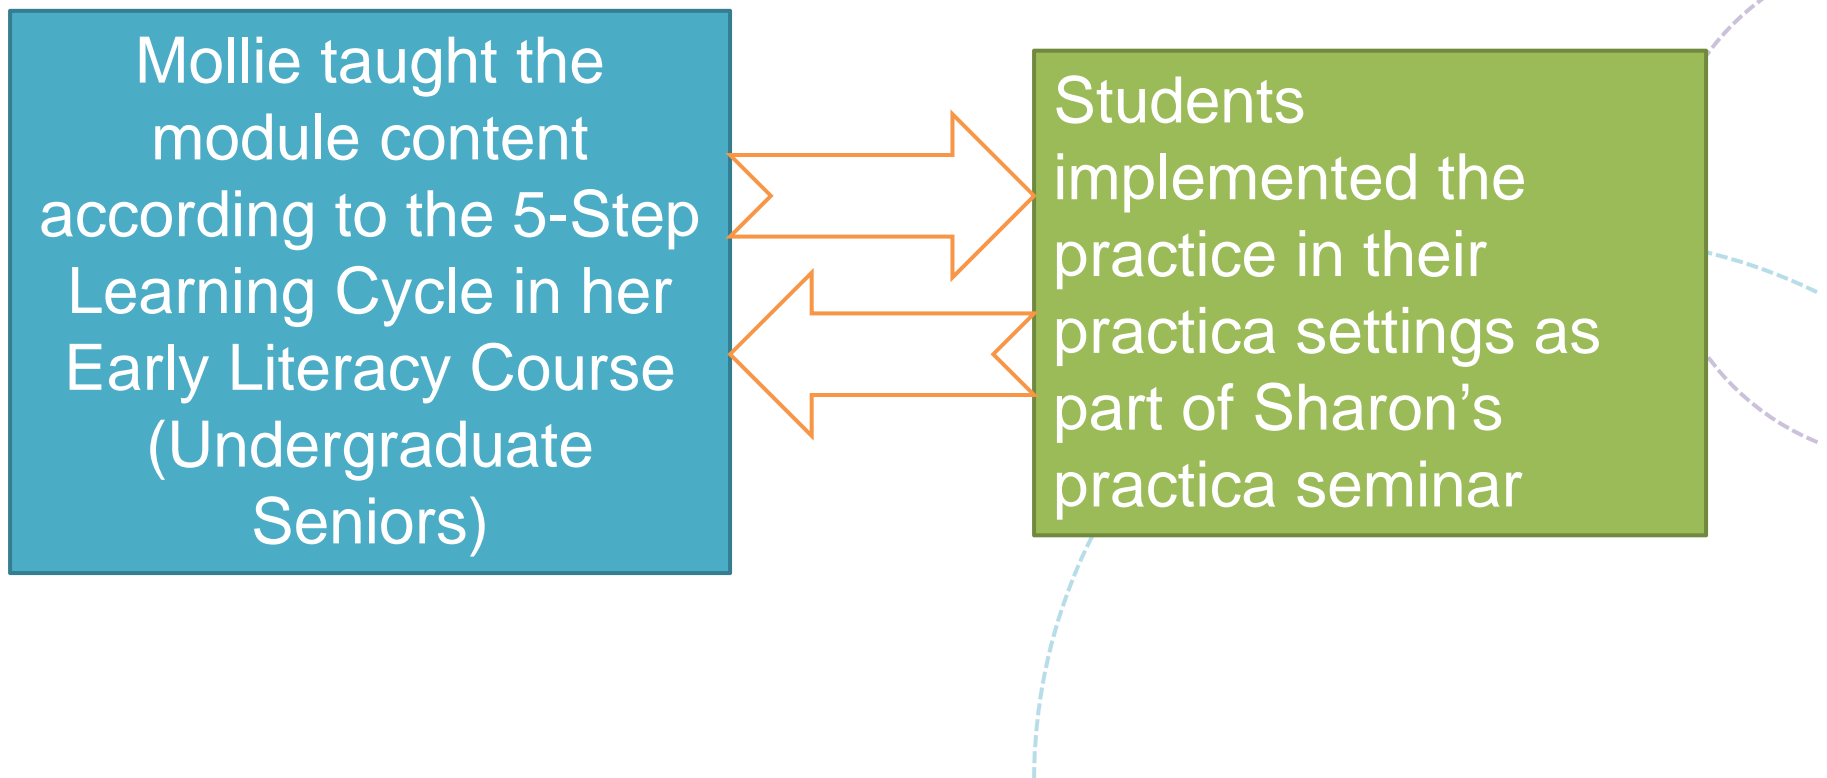 Mollie taught the
module content
according to the 5-Step
Learning Cycle in her
Early Literacy Course
(Undergraduate
Seniors)
Students
implemented the
practice in their
practica settings as
part of Sharon’s
practica seminar